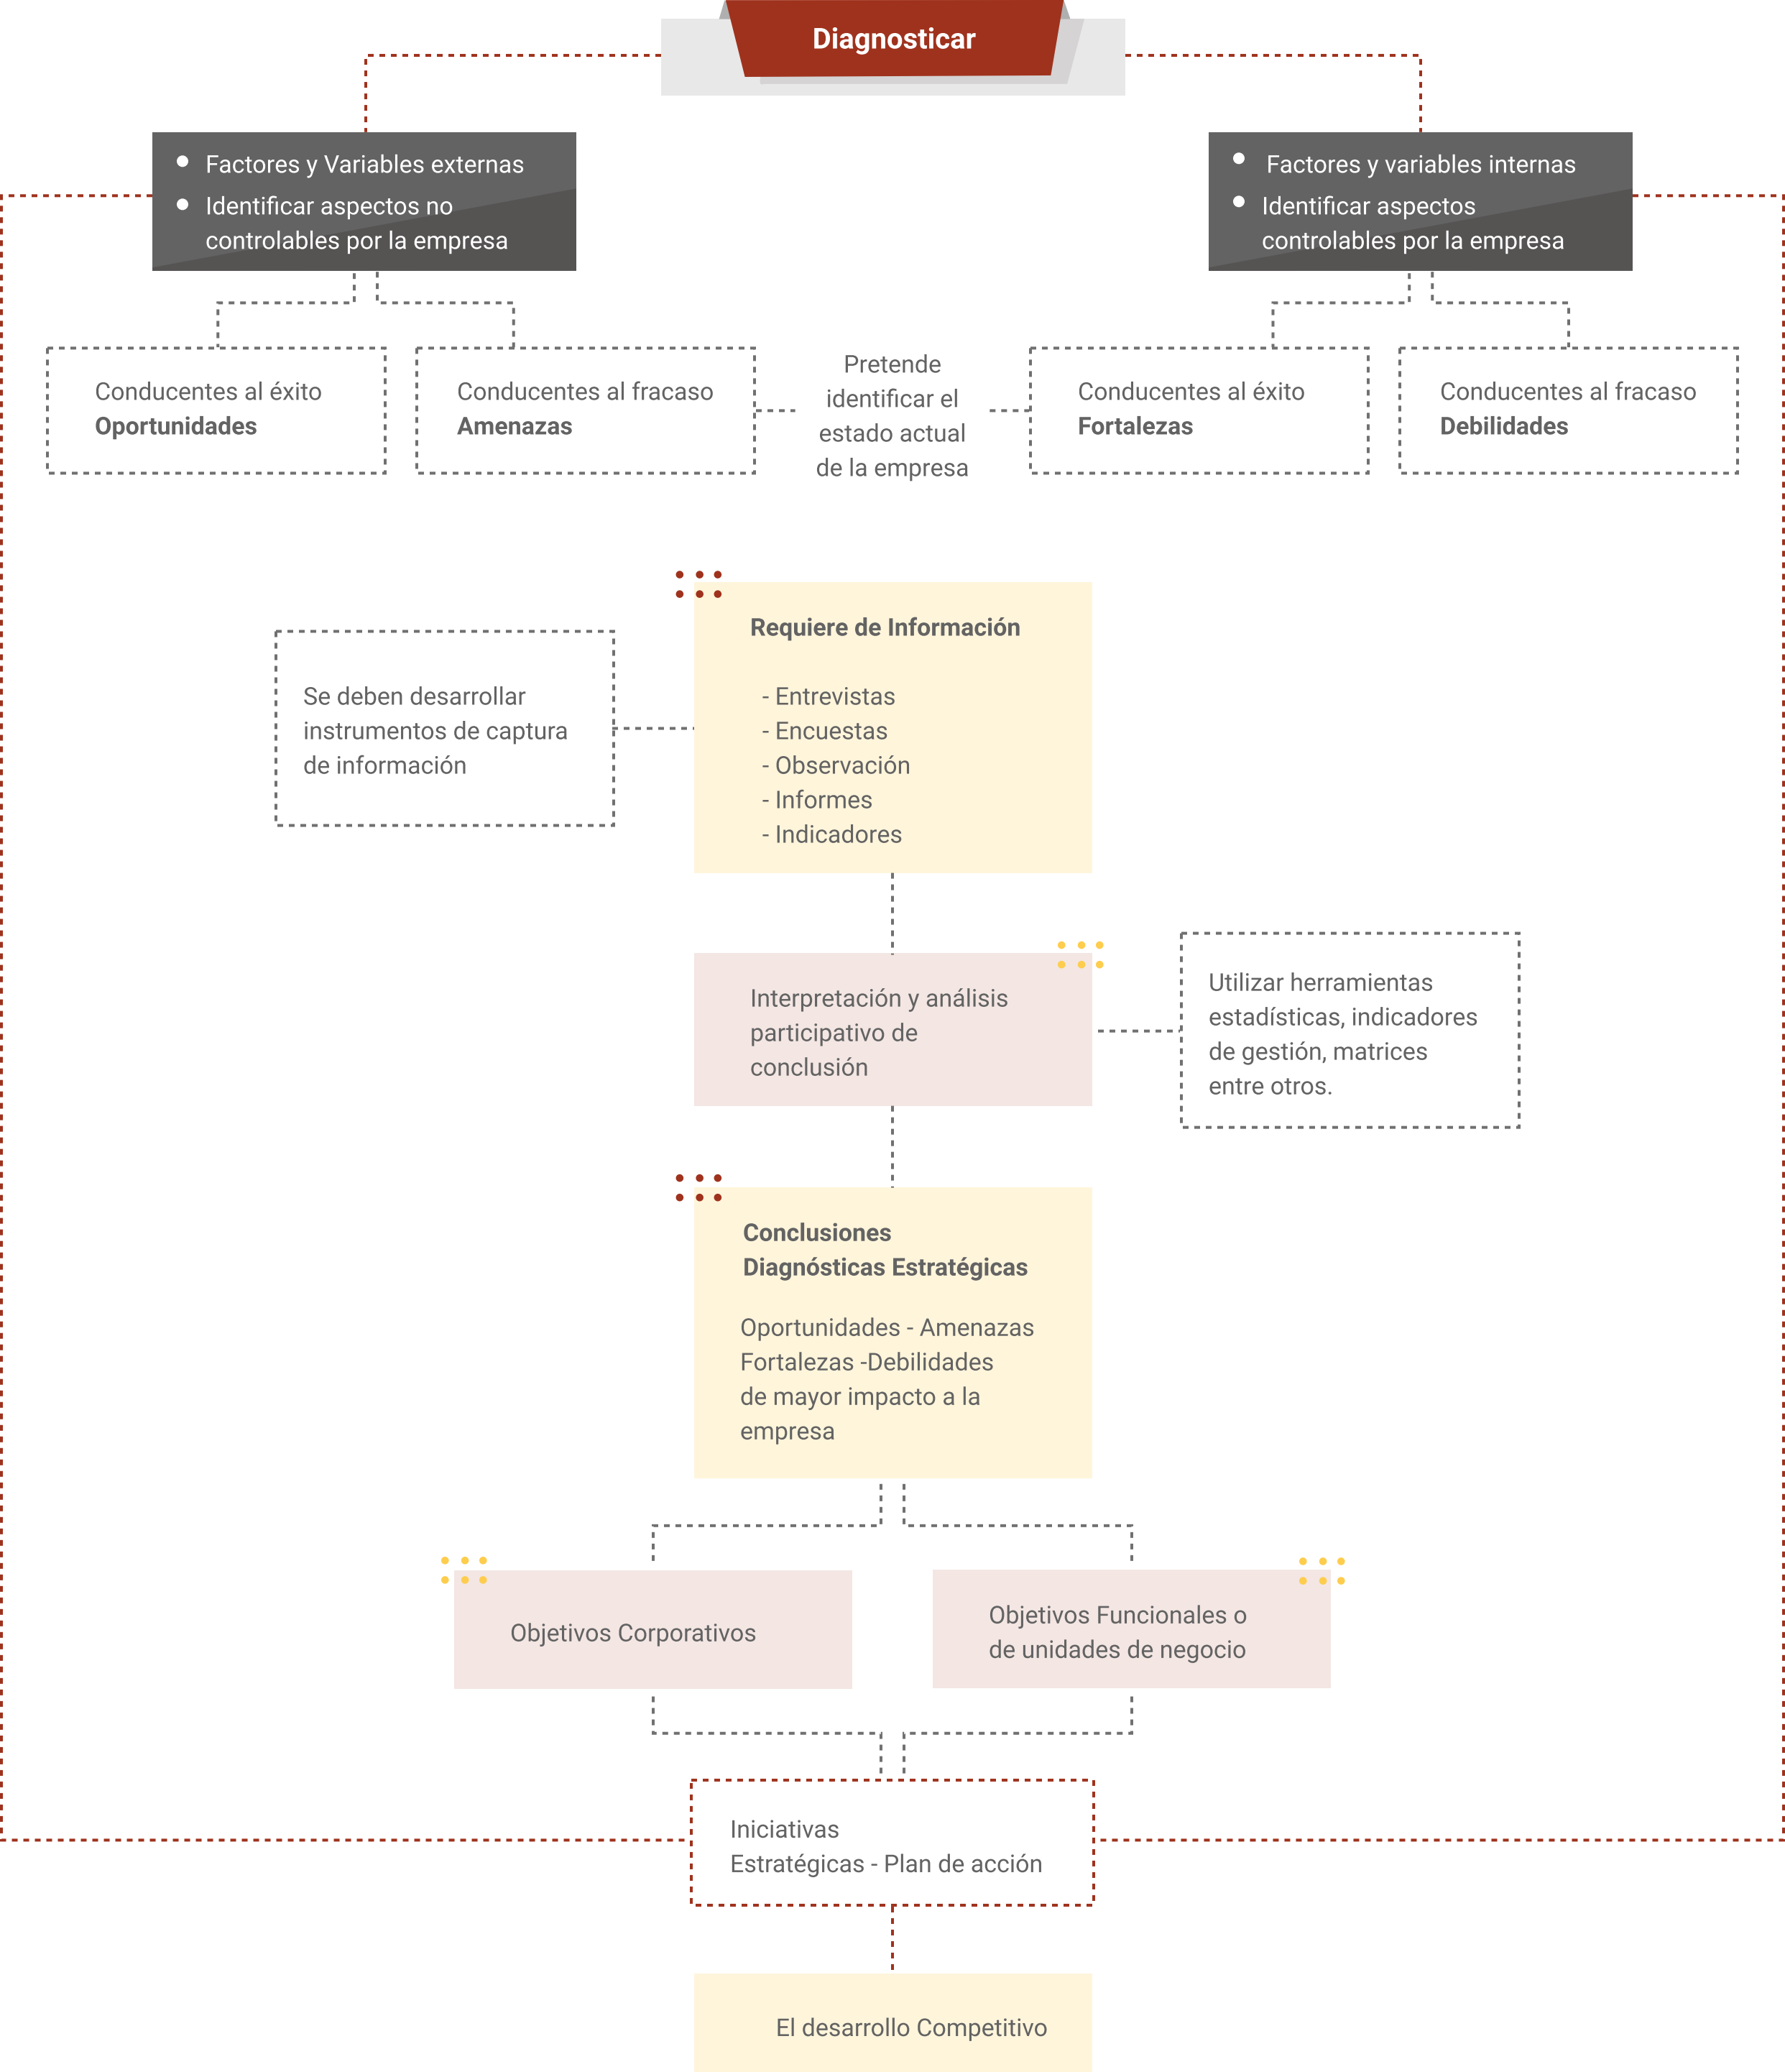 Diagnosticar
Factores y Variables externas
Identificar aspectos no
controlables por la empresa
Factores y variables internas
Identificar aspectos
controlables por la empresa
Conducentes al éxito
Oportunidades
Conducentes al fracaso
Amenazas
Pretende
identificar el
estado actual
de la empresa
Conducentes al éxito
Fortalezas
Conducentes al fracaso
Debilidades
Requiere de Información
- Entrevistas
- Encuestas
- Observación
- Informes
- Indicadores
Se deben desarrollar
instrumentos de captura
de información
Interpretación y análisis
participativo de
conclusión
Utilizar herramientas
estadísticas, indicadores
de gestión, matrices
entre otros.
Conclusiones
Diagnósticas Estratégicas
Oportunidades - Amenazas
Fortalezas -Debilidades
de mayor impacto a la
empresa
Objetivos Corporativos
Objetivos Funcionales o
de unidades de negocio
Iniciativas
Estratégicas - Plan de acción
El desarrollo Competitivo